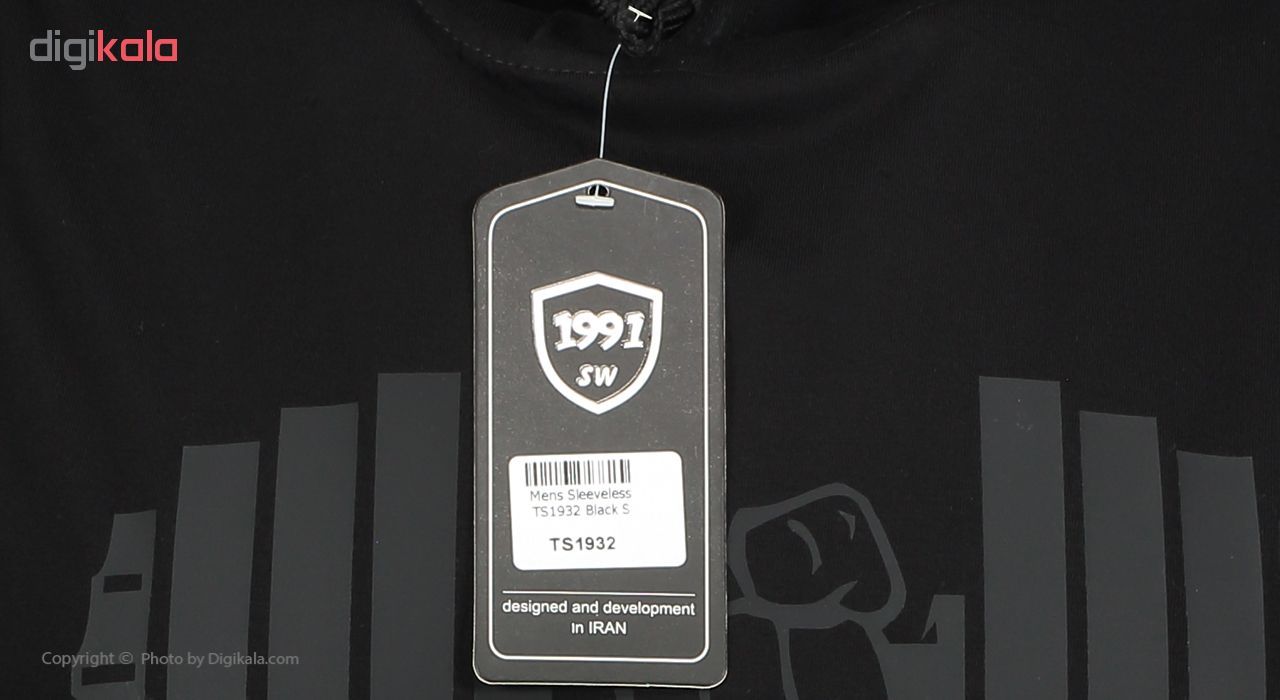 digikala
1991
SW
Mens Sleeveless
TS1932 Black S
TS1932
designed and development
in IRAN
Copyright © Photo by Digikala.com